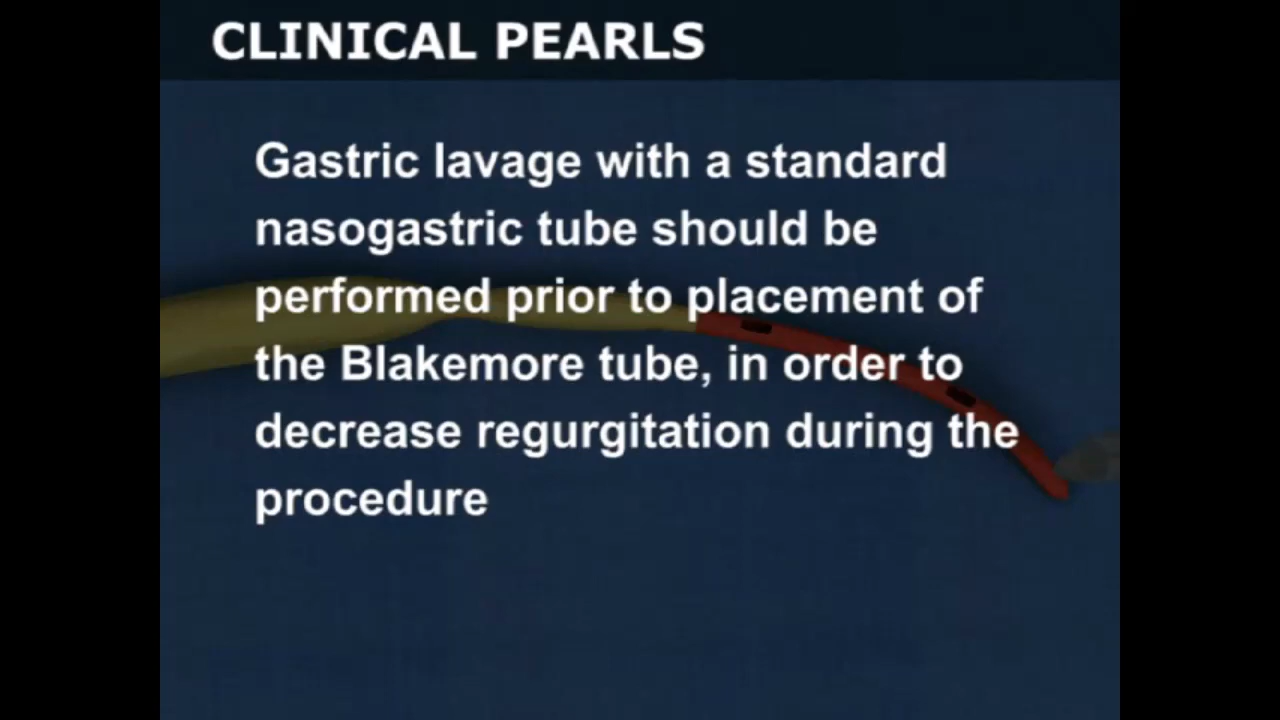 CLINICAL PEARLS
Gastric lavage with a standard
nasogastric tube should be
performed prior to placement of
the Blakemore tube, in order to
decrease regurgitation during the
procedure